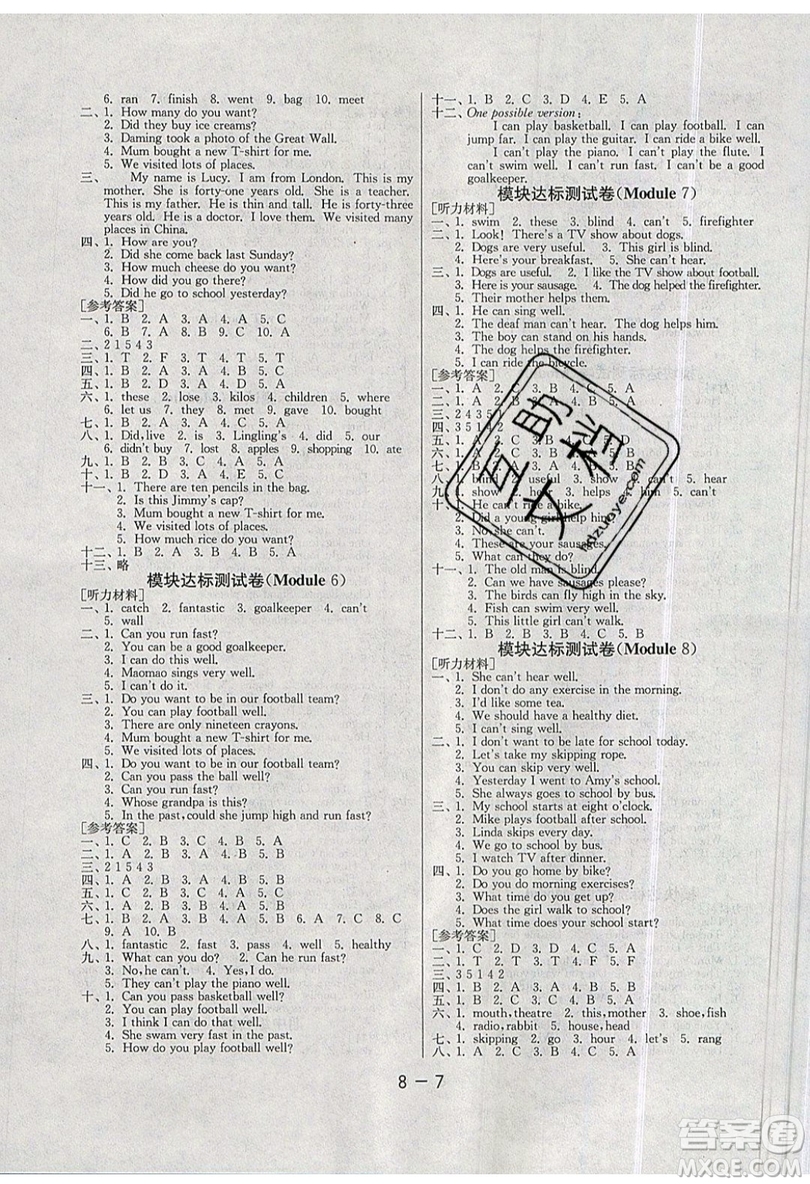 6. ran 7. finish 8. went 9. bag 10. meet
二、1. How many do you want?
2. Did they buy ice creams?
3. Daming took a photo of the Great Wall.
4. Mum bought a new T-shirt for me.
5. We visited lots of places.
三、 My name is Lucy. I am from London. This is my
mother. She is forty-one years old. She is a teacher.
This is my father. He is thin and tall. He is forty-three
years old. He is a doctor. I love them. We visited many
places in China.
四、1. How are you?
2. Did she come back last Sunday?
3. How much cheese do you want?
4. How did you go there?
5. Did he go to school yesterday?
[参考答案]
一、1. B 2. A 3. A 4. A 5. C
6. B 7. A 8. B 9. C 10. A
二、2 1 5 4 3
三、1. T 2. F 3. T 4. T 5. T
四、1. B 2. B 3. A 4. A 5. B
五、1. B 2. A 3. A 4. B 5. A
六、1. these 2. lose 3. kilos 4. children 5. where
6. let us 7. they 8. met 9. gave 10. bought
七、1. B 2. B 3. C 4. B 5. A
八、1. Did, live 2. is 3. Lingling's 4. did 5. our
6. didn't buy 7. lost 8. apples 9. shopping 10. ate
九、1. B 2. D 3. A 4. C
十、1. D 2. B 3. A 4. E 5. C
十一、1. There are ten pencils in the bag.
2. Is this Jimmy's cap?
3. Mum bought a new T-shirt for me.
4. We visited lots of places.
5. How much rice do you want?
十二、1. B 2. B 3. A 4. C 5. B
十三、略
模块达标测试卷(Module 6)
[听力材料]
一、1. catch 2. fantastic 3. goalkeeper 4. can't
5. wall
二、1. Can you run fast?
2. You can be a good goalkeeper.
3. I can do this well.
4. Maomao sings very well.
5. I can't do it.
三、1. Do you want to be in our football team?
2. You can play football well.
3. There are only nineteen crayons.
4. Mum bought a new T-shirt for me.
5. We visited lots of places.
四、1. Do you want to be in our football team?
2. Can you pass the ball well?
3. Can you jump really high?
4. Whose grandpa is this?
5. In the past, could she jump high and run fast?
[参考答案]
一、1. C 2. B 3. C 4. A 5. B
二、1. A 2. B 3. A 4. B 5. A
三、2 1 5 4 3
四、1. A 2. B 3. B 4. A 5. B
五、1. C 2. B 3. C 4. A 5. B
六、1. A 2. B 3. A 4. B 5. B
七、1. B 2. B 3. A 4. B 5. B 6. A 7. C 8. C
9. A 10. B
八、1. fantastic 2. fast 3. pass 4. well 5. healthy
九、1. What can you do? 2. Can he run fast?
3. No, he can't. 4. Yes, I do.
5. They can't play the piano well.
十、1. Can you pass basketball well?
2. You can play football well.
3. I think I can do that well.
4. She swam very fast in the past.
5. How do you play football well?
十一、1. B 2. C 3. D 4. E 5. A
十二、One possible version:
I can play basketball. I can play football. I can
jump far. I can play the guitar. I can ride a bike well.
I can't play the piano. I can't play the flute. I
can't swim well. I can't run fast. I can't be a good
goalkeeper.
模块达标测试卷(Module 7)
[听力材料]
一、1. swim 2. these 3. blind 4. can't 5. firefighter
二、1. Look! There's a TV show about dogs.
2. Dogs are very useful. 3. This girl is blind.
4. Here's your breakfast. 5. She can't hear.
三、1. Dogs are useful. 2. I like the TV show about football.
3. Here is your sausage. 4. The dog helped the firefighter.
5. Their mother helps the children.
四、1. He can sing well.
2. The deaf man can't hear. The dog helps him.
3. The boy can stand on his hands.
4. The dog helps the firefighter.
5. I can ride the bicycle.
[参考答案]
一、1. A 2.
二、1. B 2. A
三、2 4 3 5 1
四、3 5 1 2
五、1.
六、1. B 2.
七、1. B 2.
八、1. show
九、1. can
十、1. He can't ride a bike.
2. Did a young girl help him?
3. No, she can't.
4. These are your sausages.
5. What can they do?
十一、1. The old man is blind.
2. Can we have sausages please?
3. The birds can fly high in the sky.
4. Fish can swim very well.
5. This little girl can't walk.
十二、1. B 2. B 3. C 4. B 5. B
模块达标测试卷(Module 8)
[听力材料]
一、1. She can't hear well.
2. I don't do any exercise in the morning.
3. I'd like some tea.
4. We should have a healthy diet.
5. I can't sing well.
二、1. I don't want to be late for school today.
2. Let's take my skipping rope.
3. You can skip very well.
4. Yesterday I went to Amy's school.
5. She always goes to school by bus.
三、1. My school starts at eight o'clock.
2. Mike plays football every day.
3. Linda skips every day.
4. We go to school by bus.
5. I watch TV after dinner.
四、1. Do you go home by bike?
2. Do you do morning exercises?
3. What time do you get up?
4. Does the girl walk to school?
5. What time does your school start?
[参考答案]
一、1. C 2. D 3. D 4. C 5. A
二、1. T 2. T 3. F 4. T 5. F
三、3 5 1 4 2
四、1. B 2. B 3. A 4. A 5. B
五、1. B 2. B 3. B 4. A 5. A
六、1. mouth, theatre 2. this, mother 3. shoe, fish
4. radio, rabbit 5. house, head
七、1. skipping 2. go 3. hour 4. let's 5. rang
八、1. C 2. A 3. C 4. A 5. A
8 - 7
互助文档
答案圈
MXQE.COM